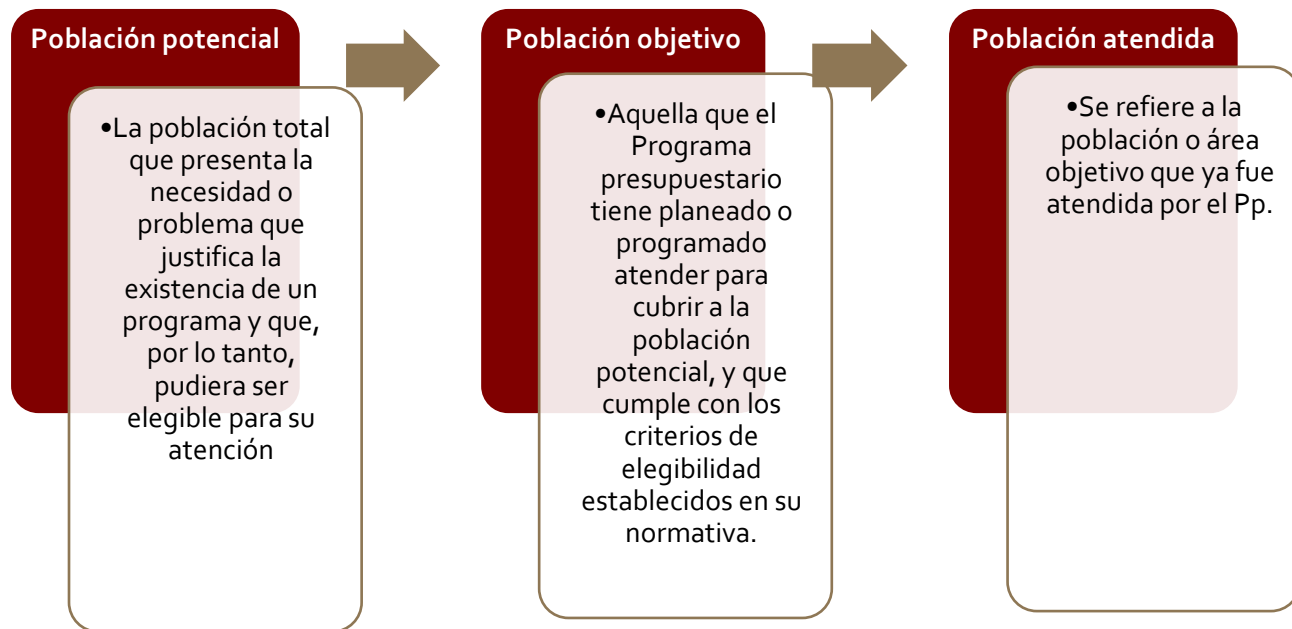 Población potencial
•La población total
que presenta la
necesidad o
problema que
justifica la
existencia de un
programa y que,
por lo tanto,
pudiera ser
elegible para su
atención
Población objetivo
•Aquella que el
Programa
presupuestario
tiene planeado o
programado
atender para
cubrir a la
población
potencial, y que
cumple con los
criterios de
elegibilidad
establecidos en su
normativa.
Población atendida
•Se refiere a la
población o área
objetivo que ya fue
atendida por el Pp.